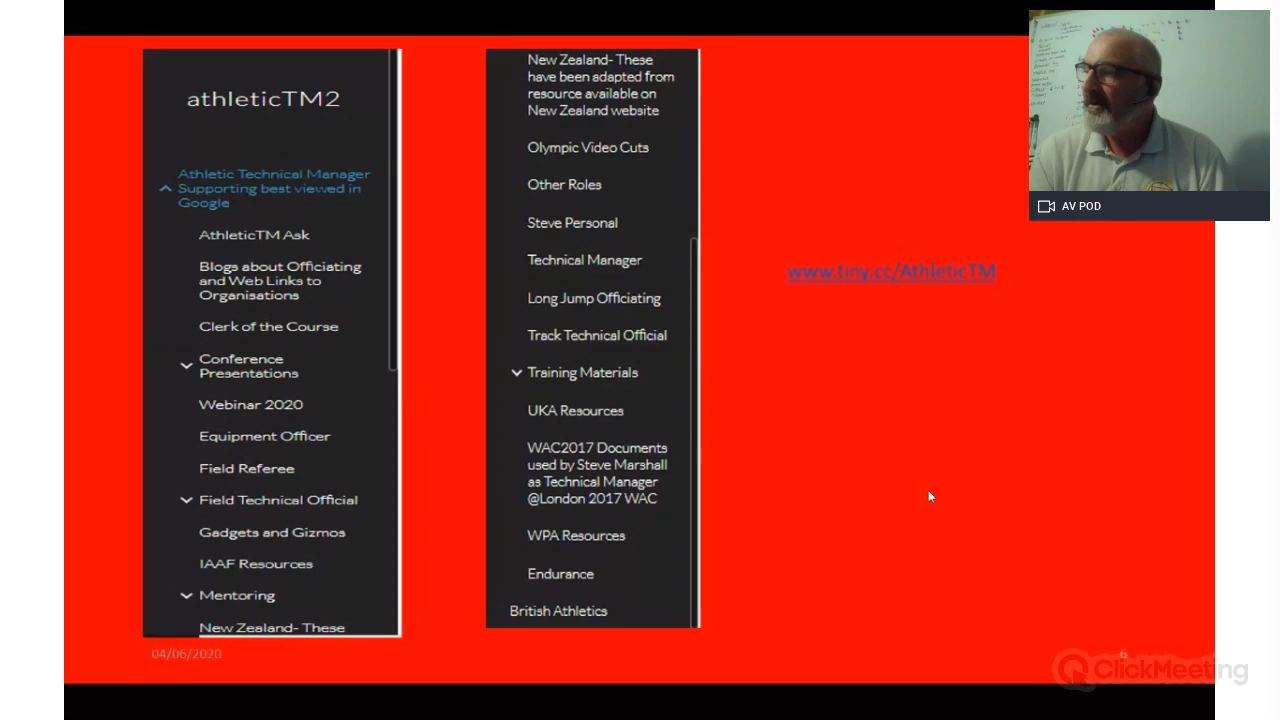 athleticTM2
Athletic Technical Manager
Supporting best viewed in
Google
AthleticTM Ask
Blogs about Officiating
and Web Links to
Organisations
Clerk of the Course
Conference
Presentations
Webinar 2020
Equipment Officer
Field Referee
Field Technical Official
Gadgets and Gizmos
IAAF Resources
Mentoring
New Zealand- These
New Zealand- These
have been adapted from
resource available on
New Zealand website
Olympic Video Cuts
Other Roles
Steve Personal
Technical Manager
Long Jump Officiating
Track Technical Official
Training Materials
UKA Resources
WAC2017 Documents
used by Steve Marshall
as Technical Manager
@London 2017 WAC
WPA Resources
Endurance
British Athletics
www.tiny.cc/AthleticTM
AV POD
04/06/2020
6
ClickMeeting